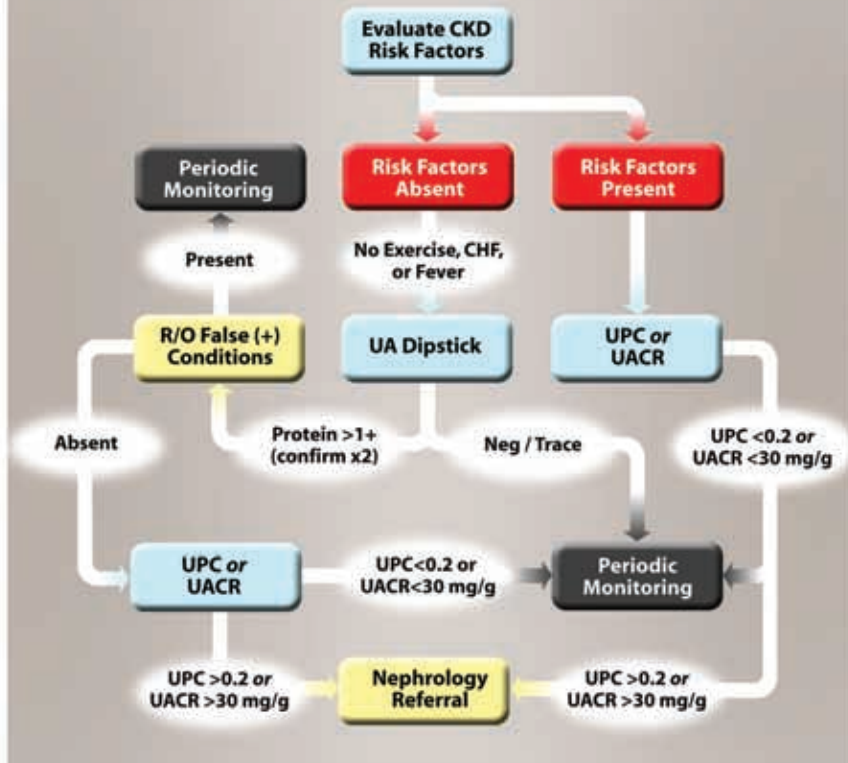 Evaluate CKD
Risk Factors
Periodic
Monitoring
Risk Factors
Absent
Risk Factors
Present
Present
No Exercise, CHF,
or Fever
R/O False (+)
Conditions
UA Dipstick
UPC or
UACR
Absent
Protein >1+
(confirm x2)
Neg / Trace
UPC <0.2 or
UACR <30 mg/g
UPC or
UACR
UPC<0.2 or
UACR<30 mg/g
Periodic
Monitoring
UPC >0.2 or
UACR >30 mg/g
Nephrology
Referral
UPC >0.2 or
UACR >30 mg/g